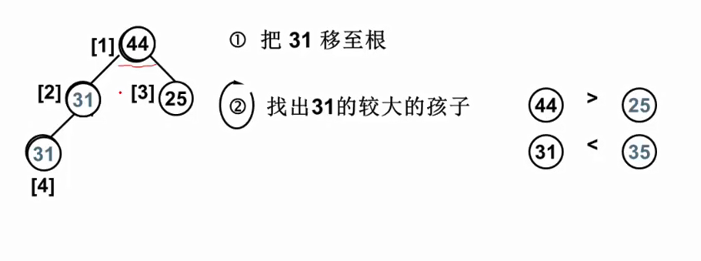 [1] 44
① 把 31 移至根
[2] 31 [3] 25
② 找出31的较大的孩子
44 > 25
31
31 < 35
[4]